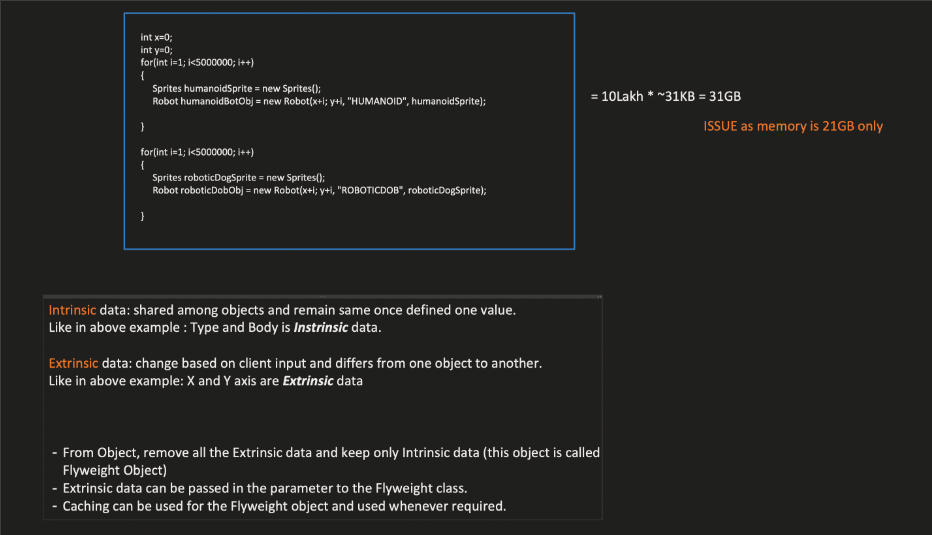 int x=0;
int y=0;
for(int i=1; i<5000000; i++)
{
Sprites humanoidSprite = new Sprites();
Robot humanoidBotObj = new Robot(x+i; y+i, "HUMANOID", humanoidSprite);
}
for(int i=1; i<5000000; i++)
{
Sprites roboticDogSprite = new Sprites();
Robot roboticDobObj = new Robot(x+i; y+i, "ROBOTICDOB", roboticDogSprite);
}
= 10Lakh * ~31KB = 31GB
ISSUE as memory is 21GB only
Intrinsic data: shared among objects and remain same once defined one value.
Like in above example : Type and Body is Instrinsic data.
Extrinsic data: change based on client input and differs from one object to another.
Like in above example: X and Y axis are Extrinsic data
- From Object, remove all the Extrinsic data and keep only Intrinsic data (this object is called
Flyweight Object)
- Extrinsic data can be passed in the parameter to the Flyweight class.
- Caching can be used for the Flyweight object and used whenever required.